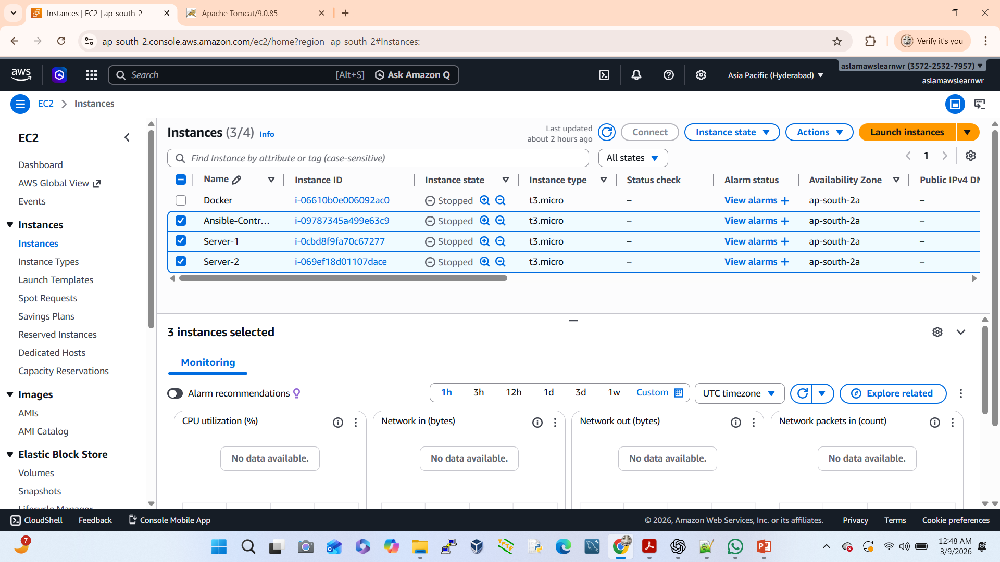 Instances | EC2 | ap-south-2
Apache Tomcat/9.0.85
ap-south-2.console.aws.amazon.com/ec2/home?region=ap-south-2#Instances:
Verify it's you
aws
Search
[Alt+S]
Ask Amazon Q
Asia Pacific (Hyderabad)
aslamawslearnwr (3572-2532-7957)
aslamawslearnwr
EC2
Instances
EC2
Dashboard
AWS Global View
Events
Instances
Instances
Instance Types
Launch Templates
Spot Requests
Savings Plans
Reserved Instances
Dedicated Hosts
Capacity Reservations
Images
AMIs
AMI Catalog
Elastic Block Store
Volumes
Snapshots
Lifecycle Manager
Instances (3/4) Info
Last updated
about 2 hours ago
Connect
Instance state
Actions
Launch instances
Find Instance by attribute or tag (case-sensitive)
All states
1
Name Instance ID Instance state Instance type Status check Alarm status Availability Zone Public IPv4 DN
Docker i-06610b0e006092ac0 Stopped t3.micro – View alarms + ap-south-2a –
Ansible-Contr... i-09787345a499e63c9 Stopped t3.micro – View alarms + ap-south-2a –
Server-1 i-0cbd8f9fa70c67277 Stopped t3.micro – View alarms + ap-south-2a –
Server-2 i-069ef18d01107dace Stopped t3.micro – View alarms + ap-south-2a –
3 instances selected
Monitoring
Alarm recommendations
1h 3h 12h 1d 3d 1w Custom
UTC timezone
Explore related
CPU utilization (%)
No data available.
Network in (bytes)
No data available.
Network out (bytes)
No data available.
Network packets in (count)
No data available.
CloudShell Feedback Console Mobile App
© 2026, Amazon Web Services, Inc. or its affiliates. Privacy Terms Cookie preferences
7
TFTP
12:48 AM
3/9/2026